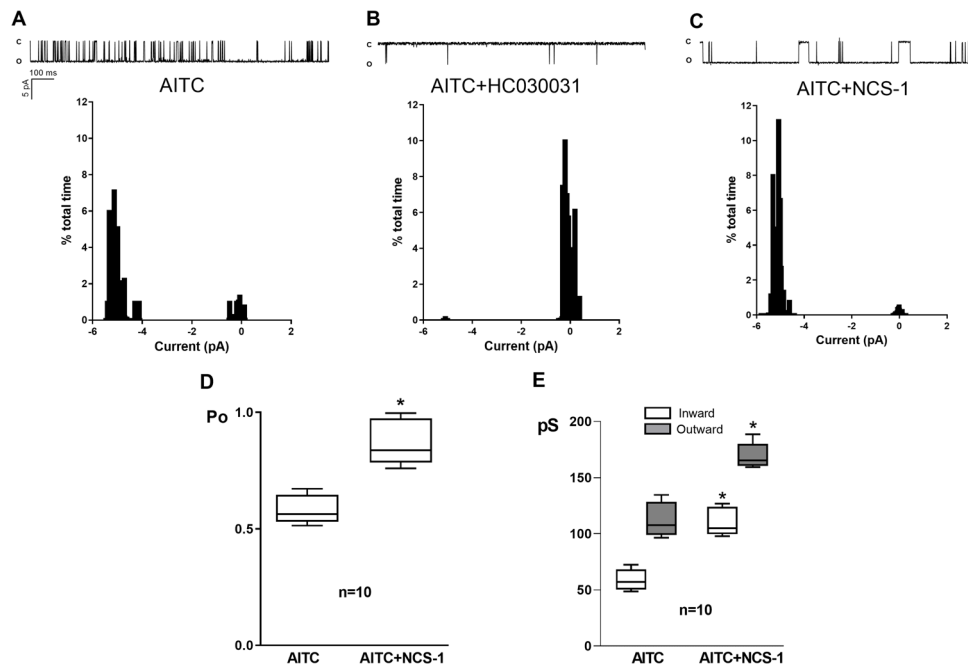 A
C
O
100 ms
5 pA
AITC
% total time
12
10
8
6
4
2
0
-6 -4 -2 0 2
Current (pA)
B
C
O
AITC+HC030031
% total time
12
10
8
6
4
2
0
-6 -4 -2 0 2
Current (pA)
C
C
O
AITC+NCS-1
% total time
12
10
8
6
4
2
0
-6 -4 -2 0 2
Current (pA)
D
Po
1.0
0.5
0.0
*
n=10
AITC AITC+NCS-1
E
pS
200
150
100
50
0
Inward
Outward
*
*
n=10
AITC AITC+NCS-1